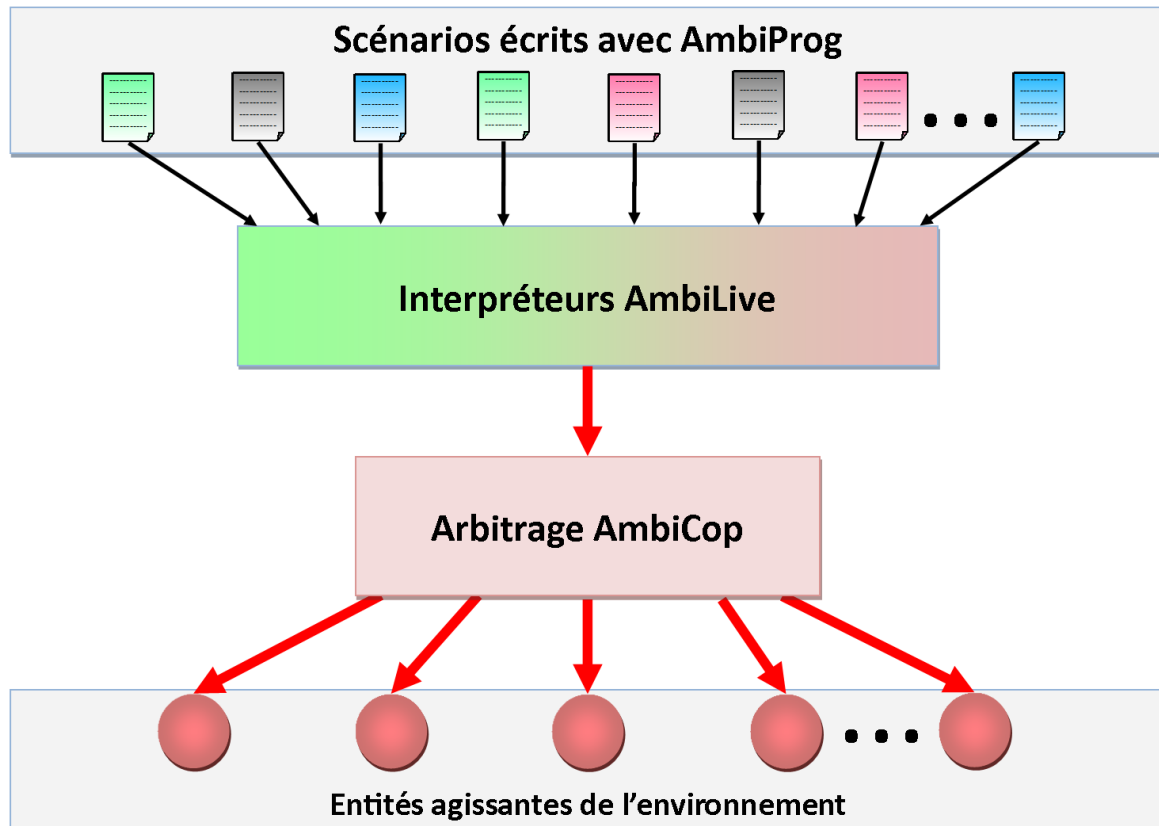 Scénarios écrits avec AmbiProg
Interpréteurs AmbiLive
Arbitrage AmbiCop
Entités agissantes de l’environnement